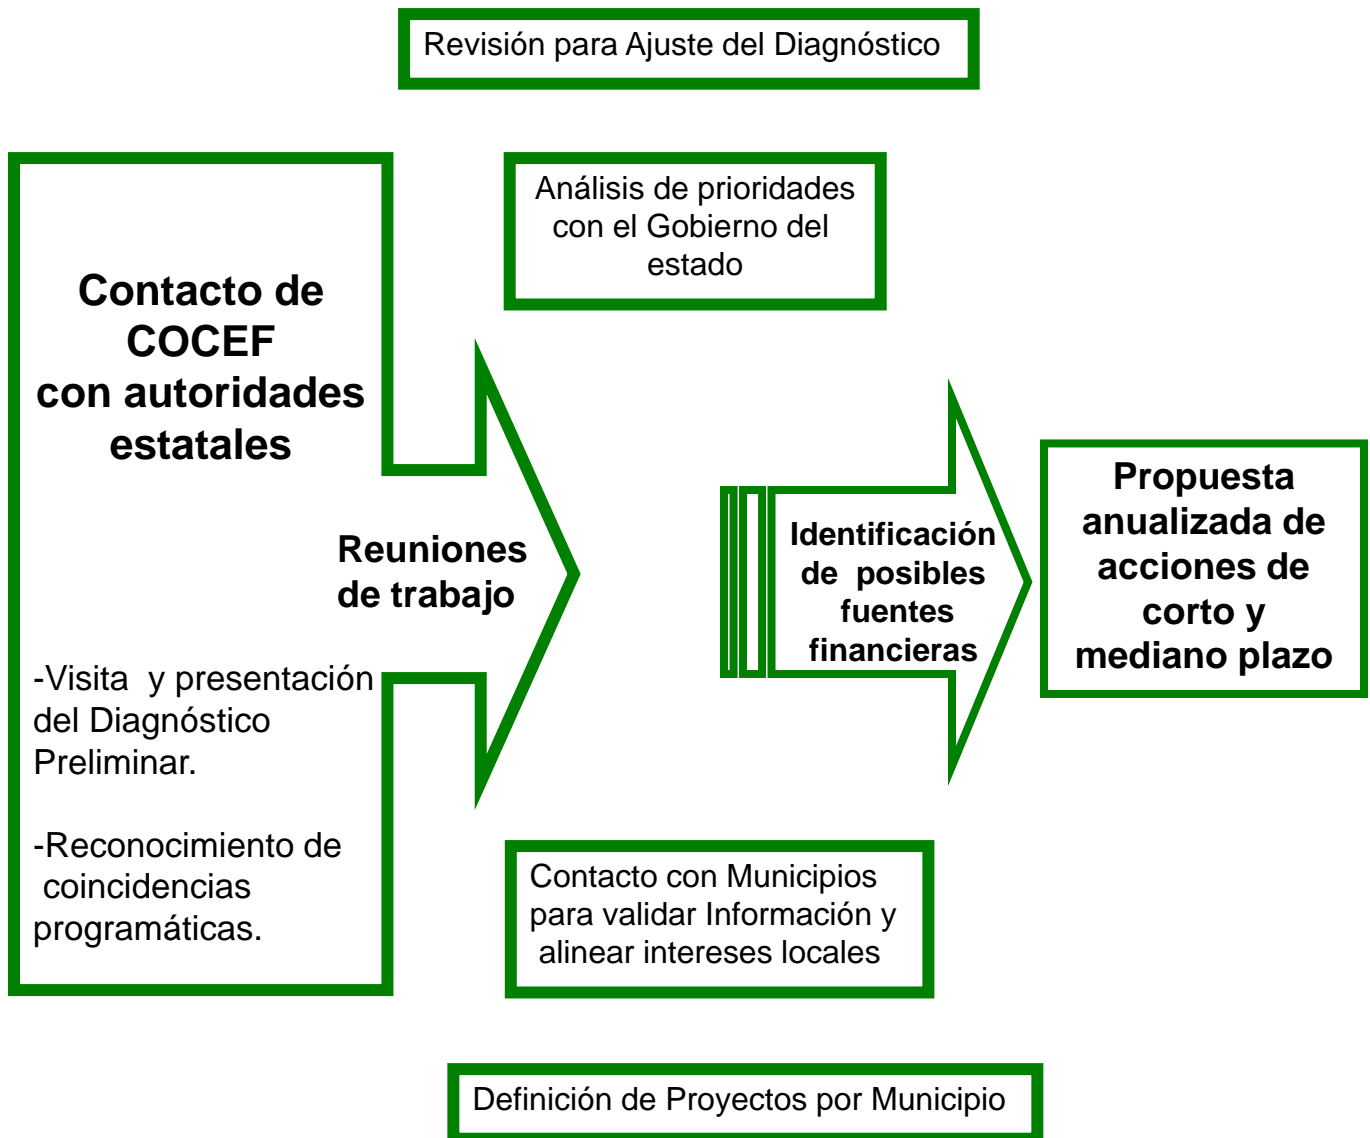 Revisión para Ajuste del Diagnóstico
Análisis de prioridades
con el Gobierno del
estado
Contacto de
COCEF
con autoridades
estatales
Reuniones
de trabajo
-Visita y presentación
del Diagnóstico
Preliminar.
-Reconocimiento de
coincidencias
programáticas.
Identificación
de posibles
fuentes
financieras
Propuesta
anualizada de
acciones de
corto y
mediano plazo
Contacto con Municipios
para validar Información y
alinear intereses locales
Definición de Proyectos por Municipio